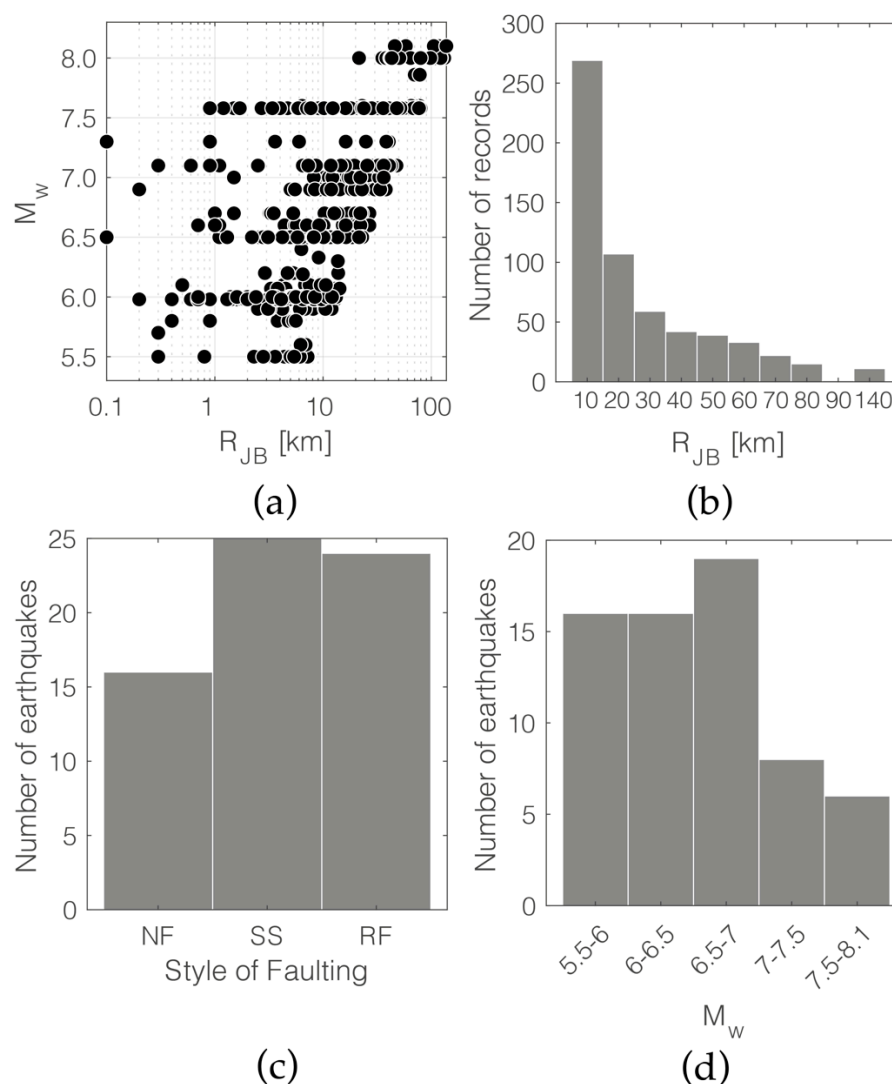 8.0
7.5
7.0
6.5
6.0
5.5
M_w
0.1 1 10 100
R_JB [km]
(a)
300
250
200
150
100
50
0
Number of records
10 20 30 40 50 60 70 80 90 140
R_JB [km]
(b)
25
20
15
10
5
0
Number of earthquakes
NF SS RF
Style of Faulting
(c)
20
15
10
5
0
Number of earthquakes
5.5-6 6-6.5 6.5-7 7-7.5 7.5-8.1
M_w
(d)